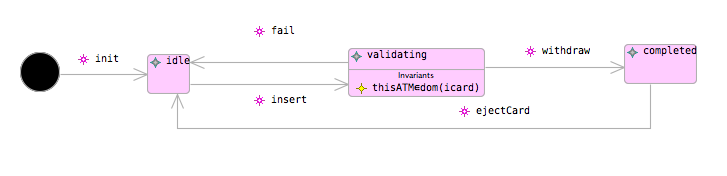 fail
init
idle
validating
withdraw
completed
Invariants
thisATM∈dom(icard)
insert
ejectCard